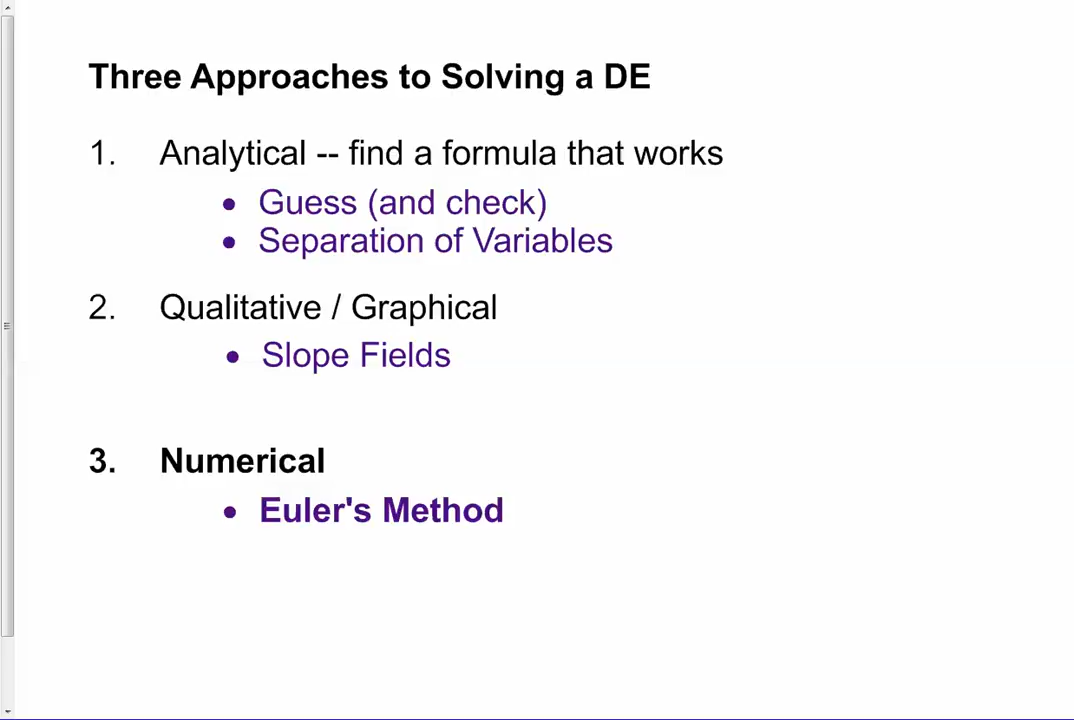 Three Approaches to Solving a DE
1. Analytical -- find a formula that works
• Guess (and check)
• Separation of Variables
2. Qualitative / Graphical
• Slope Fields
3. Numerical
• Euler's Method